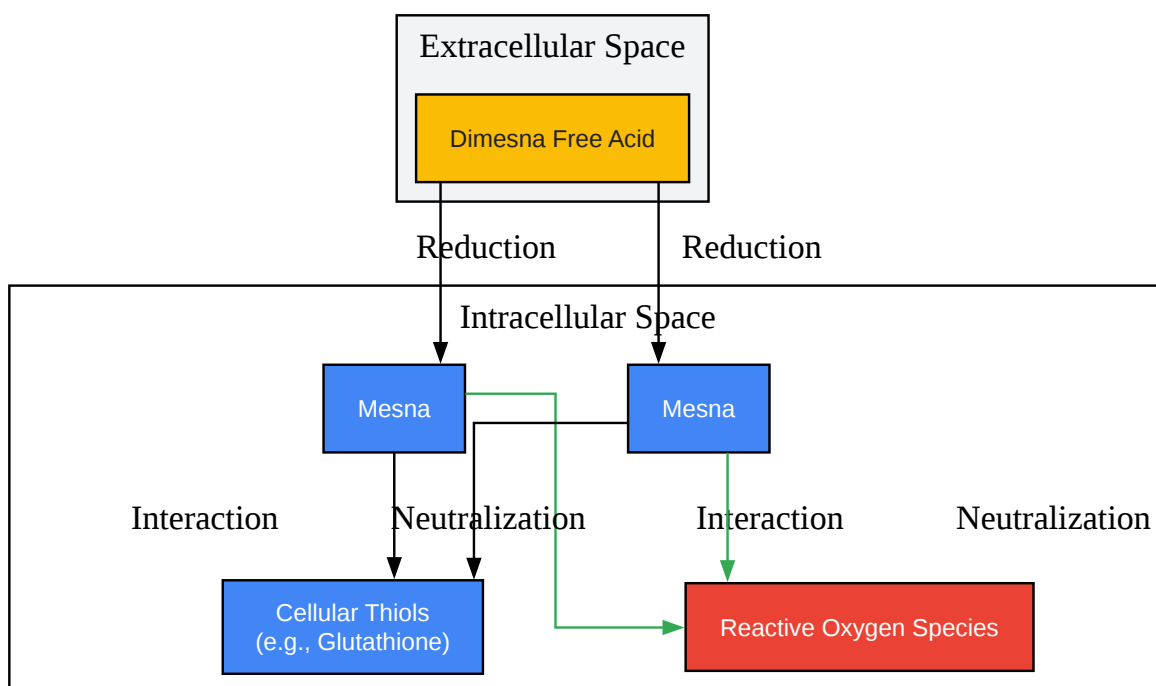 Extracellular Space
Dimesna Free Acid
Reduction
Reduction
Intracellular Space
Mesna
Mesna
Interaction
Neutralization
Interaction
Neutralization
Cellular Thiols
(e.g., Glutathione)
Reactive Oxygen Species